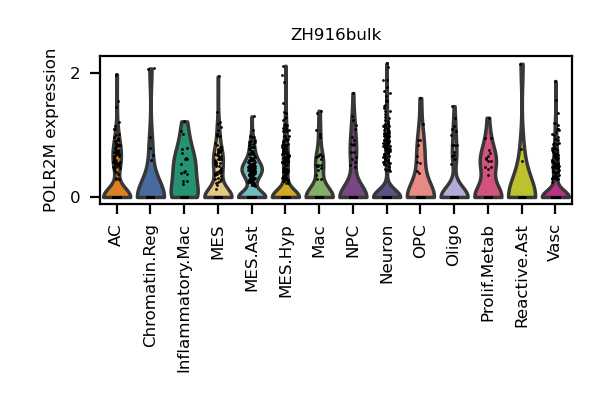 ZH916bulk
POLR2M expression
2
0
AC
Chromatin.Reg
Inflammatory.Mac
MES
MES.Ast
MES.Hyp
Mac
NPC
Neuron
OPC
Oligo
Prolif.Metab
Reactive.Ast
Vasc